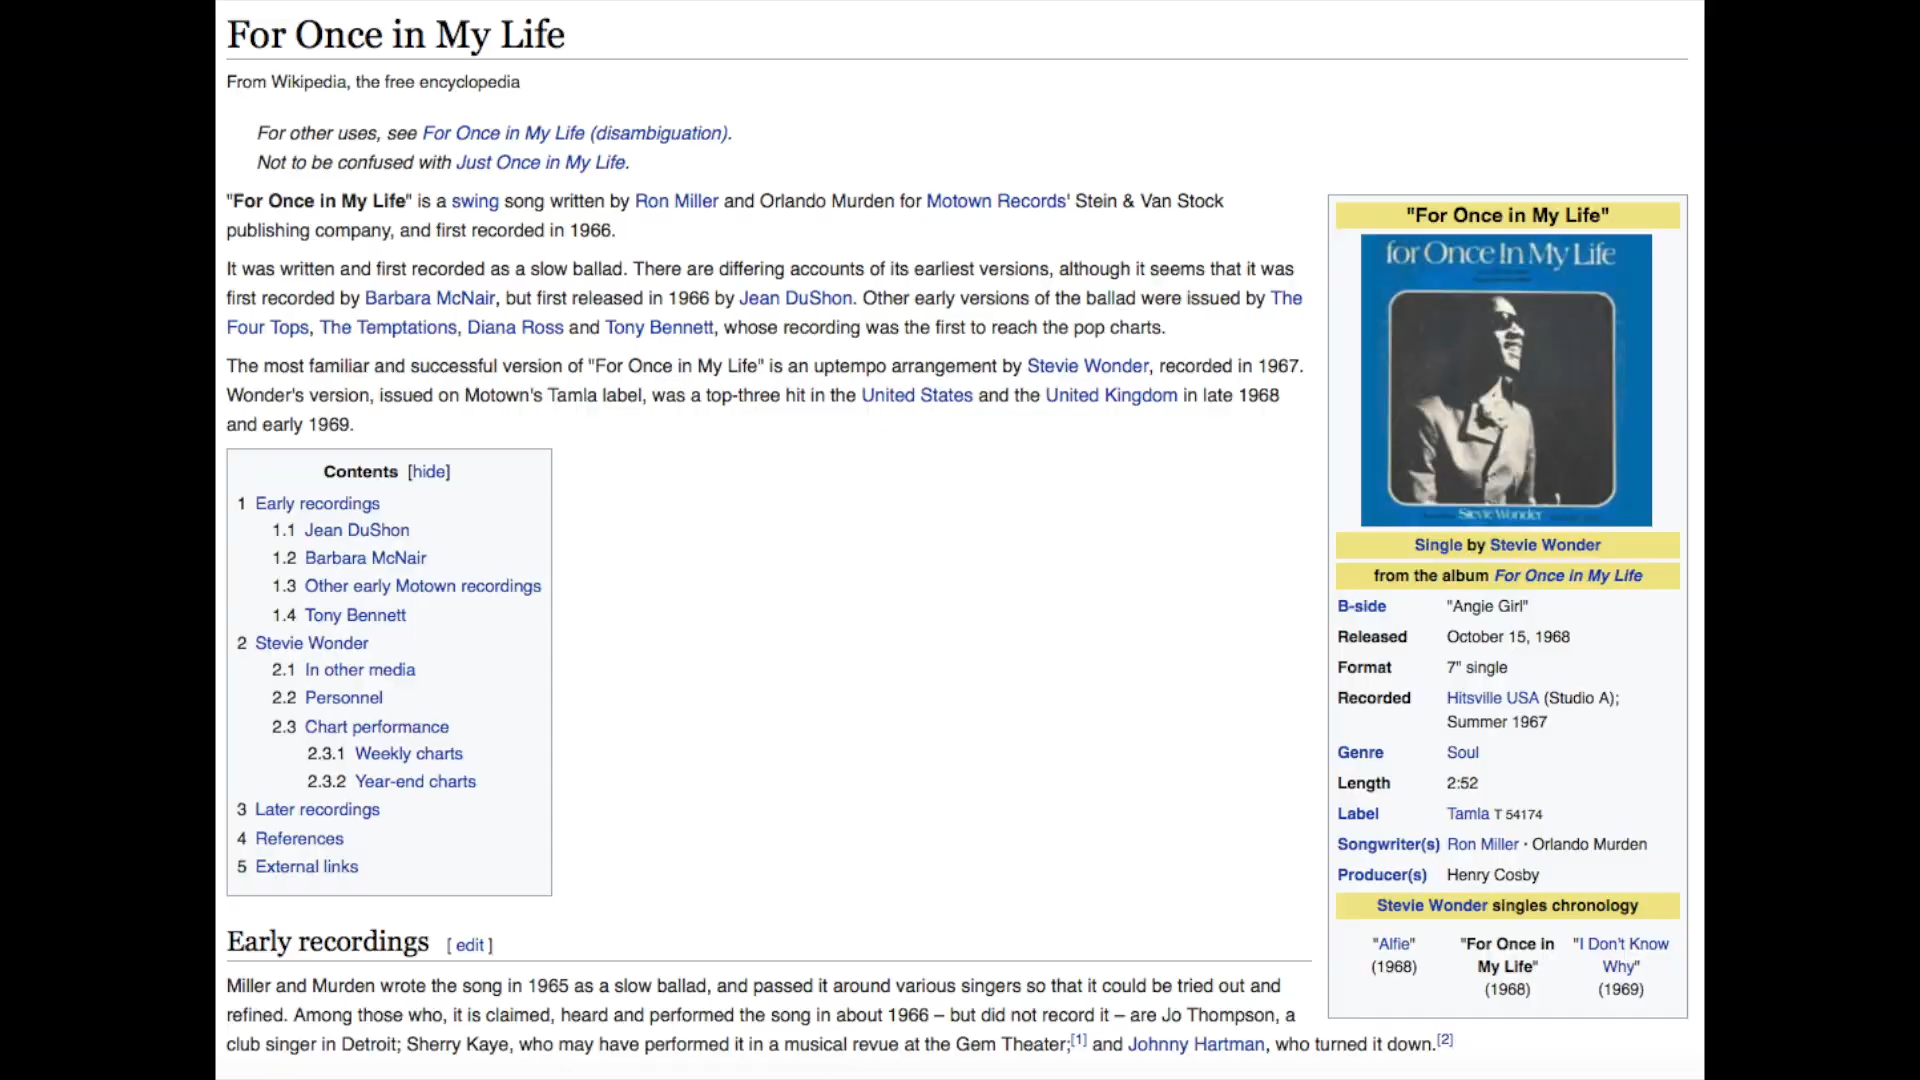 For Once in My Life
From Wikipedia, the free encyclopedia
For other uses, see For Once in My Life (disambiguation).
Not to be confused with Just Once in My Life.
"For Once in My Life" is a swing song written by Ron Miller and Orlando Murden for Motown Records' Stein & Van Stock
publishing company, and first recorded in 1966.
It was written and first recorded as a slow ballad. There are differing accounts of its earliest versions, although it seems that it was
first recorded by Barbara McNair, but first released in 1966 by Jean DuShon. Other early versions of the ballad were issued by The
Four Tops, The Temptations, Diana Ross and Tony Bennett, whose recording was the first to reach the pop charts.
The most familiar and successful version of "For Once in My Life" is an uptempo arrangement by Stevie Wonder, recorded in 1967.
Wonder's version, issued on Motown's Tamla label, was a top-three hit in the United States and the United Kingdom in late 1968
and early 1969.
Contents [hide]
1 Early recordings
1.1 Jean DuShon
1.2 Barbara McNair
1.3 Other early Motown recordings
1.4 Tony Bennett
2 Stevie Wonder
2.1 In other media
2.2 Personnel
2.3 Chart performance
2.3.1 Weekly charts
2.3.2 Year-end charts
3 Later recordings
4 References
5 External links
"For Once in My Life"
for Once In My Life
Stevie Wonder
Single by Stevie Wonder
from the album For Once in My Life
B-side "Angie Girl"
Released October 15, 1968
Format 7" single
Recorded Hitsville USA (Studio A);
Summer 1967
Genre Soul
Length 2:52
Label Tamla T 54174
Songwriter(s) Ron Miller · Orlando Murden
Producer(s) Henry Cosby
Stevie Wonder singles chronology
"Alfie" "For Once in "I Don't Know
(1968) My Life" Why"
(1968) (1969)
Early recordings [ edit ]
Miller and Murden wrote the song in 1965 as a slow ballad, and passed it around various singers so that it could be tried out and
refined. Among those who, it is claimed, heard and performed the song in about 1966 – but did not record it – are Jo Thompson, a
club singer in Detroit; Sherry Kaye, who may have performed it in a musical revue at the Gem Theater;[1] and Johnny Hartman, who turned it down.[2]